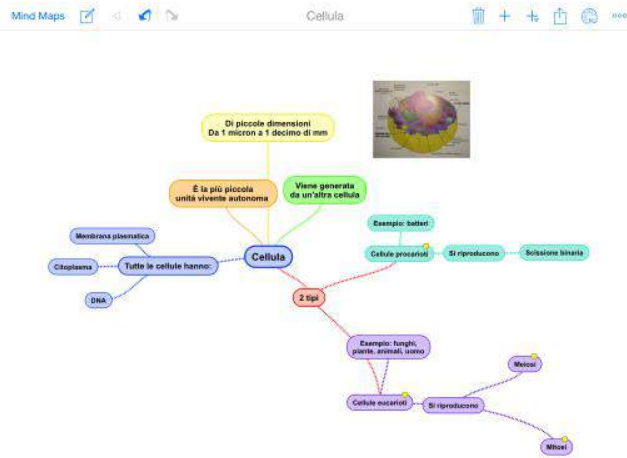 Mind Maps
Cellula
Di piccole dimensioni
Da 1 micron a 1 decimo di mm
È la più piccola
unità vivente autonoma
Viene generata
da un'altra cellula
Esempio: batteri
Membrana plasmatica
Cellule procarioti
Si riproducono
Scissione binaria
Citoplasma
Tutte le cellule hanno:
Cellula
DNA
2 tipi
Esempio: funghi,
piante, animali, uomo
Meiosi
Cellule eucarioti
Si riproducono
Mitosi